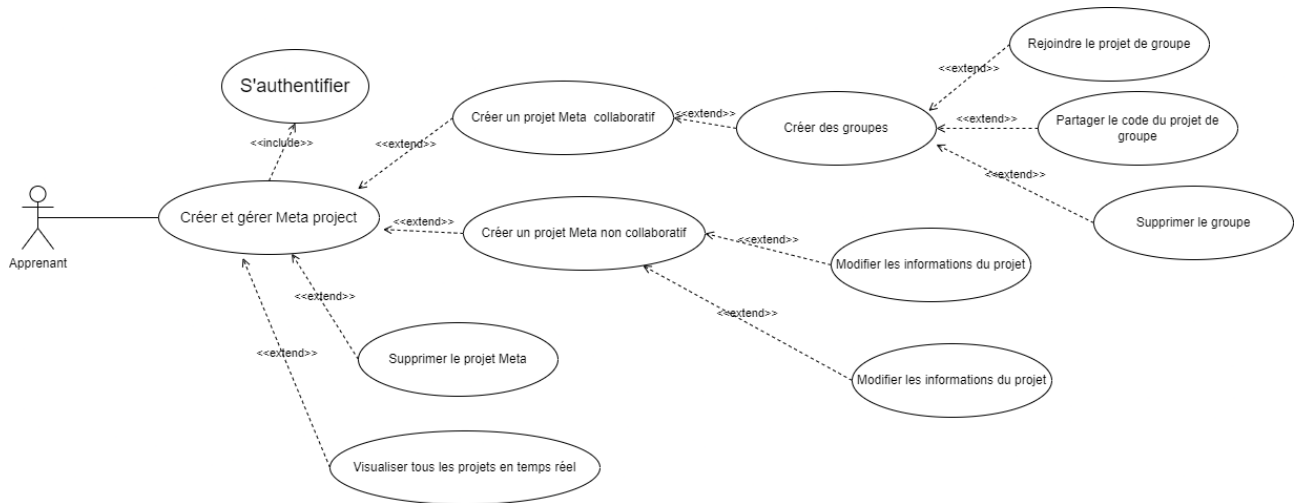 Rejoindre le projet de groupe
<<extend>>
S'authentifier
Créer un projet Meta collaboratif
<<extend>>
Créer des groupes
<<extend>>
Partager le code du projet de
groupe
<<include>>
<<extend>>
<<extend>>
Supprimer le groupe
Apprenant
Créer et gérer Meta project
<<extend>>
Créer un projet Meta non collaboratif
<<extend>>
Modifier les informations du projet
<<extend>>
<<extend>>
Modifier les informations du projet
Supprimer le projet Meta
<<extend>>
Visualiser tous les projets en temps réel